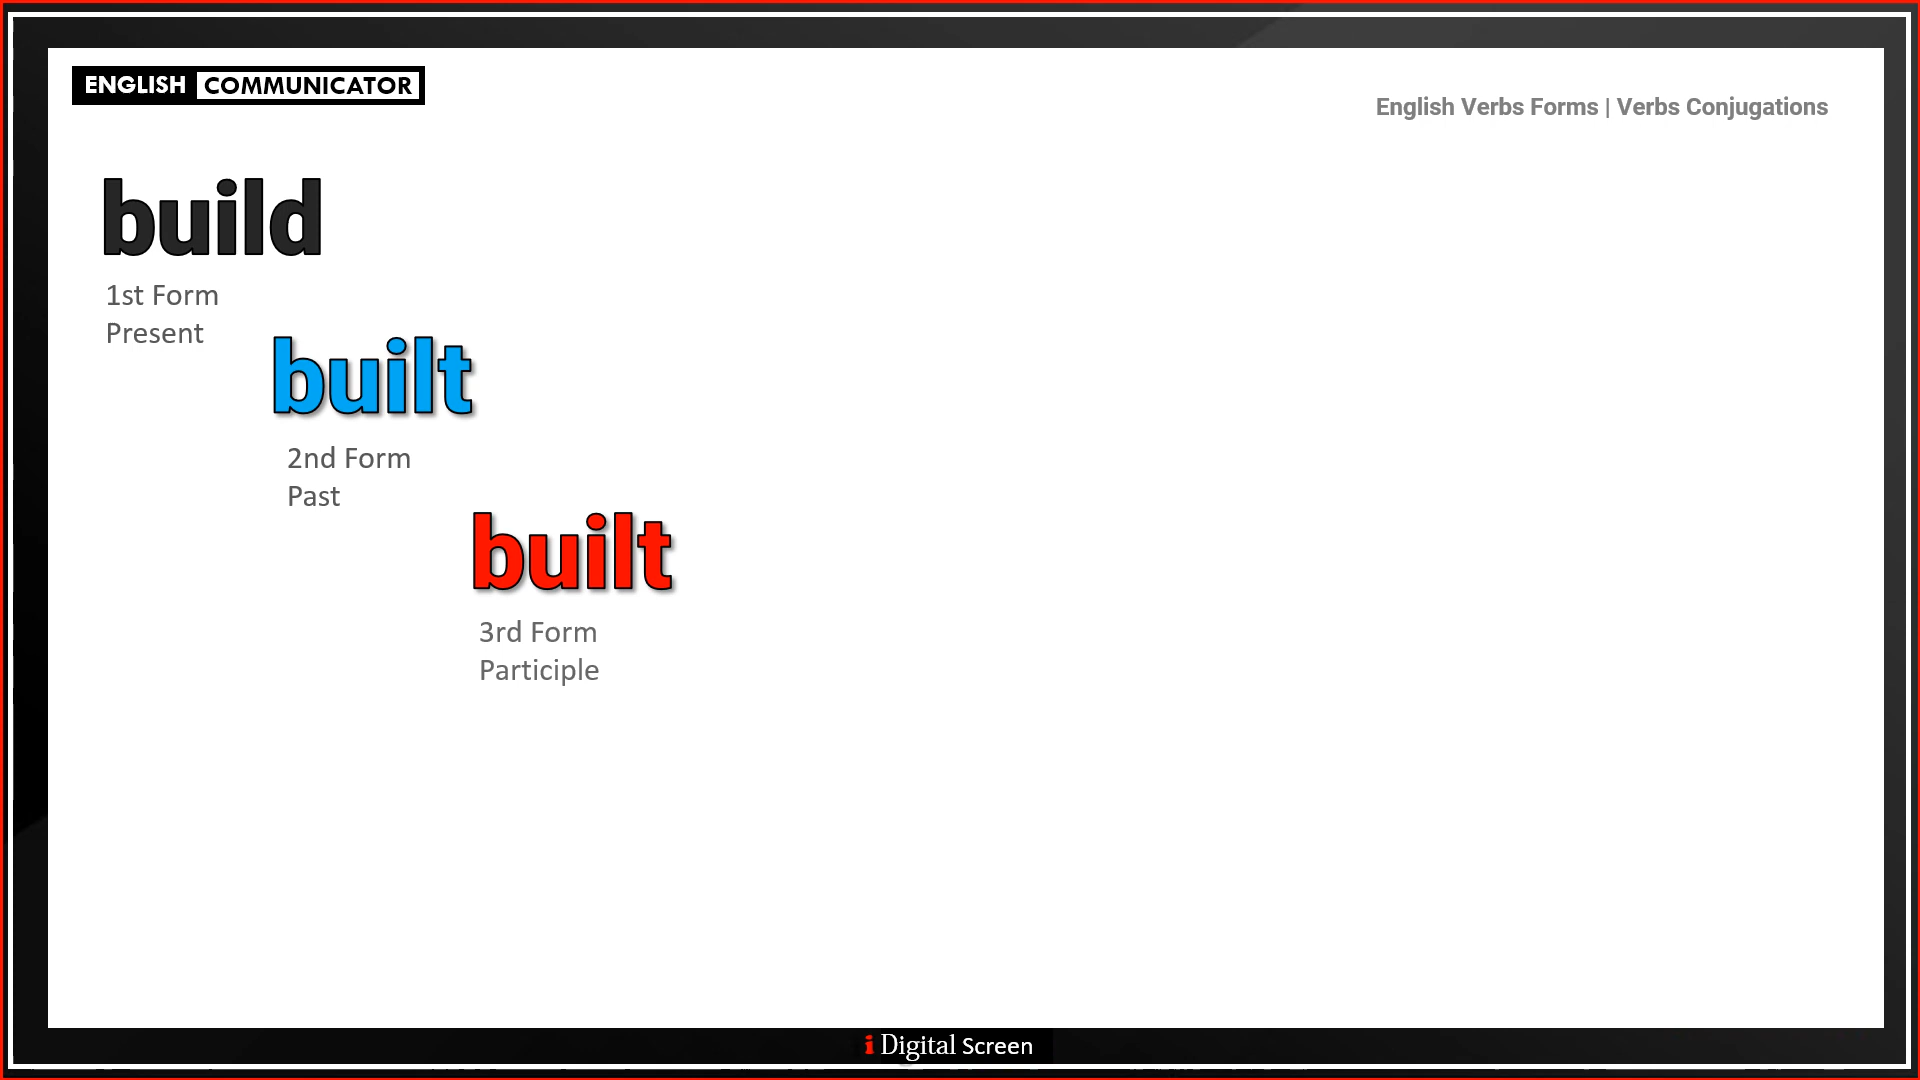 ENGLISH COMMUNICATOR
English Verbs Forms | Verbs Conjugations
build
1st Form
Present
built
2nd Form
Past
built
3rd Form
Participle
i Digital Screen